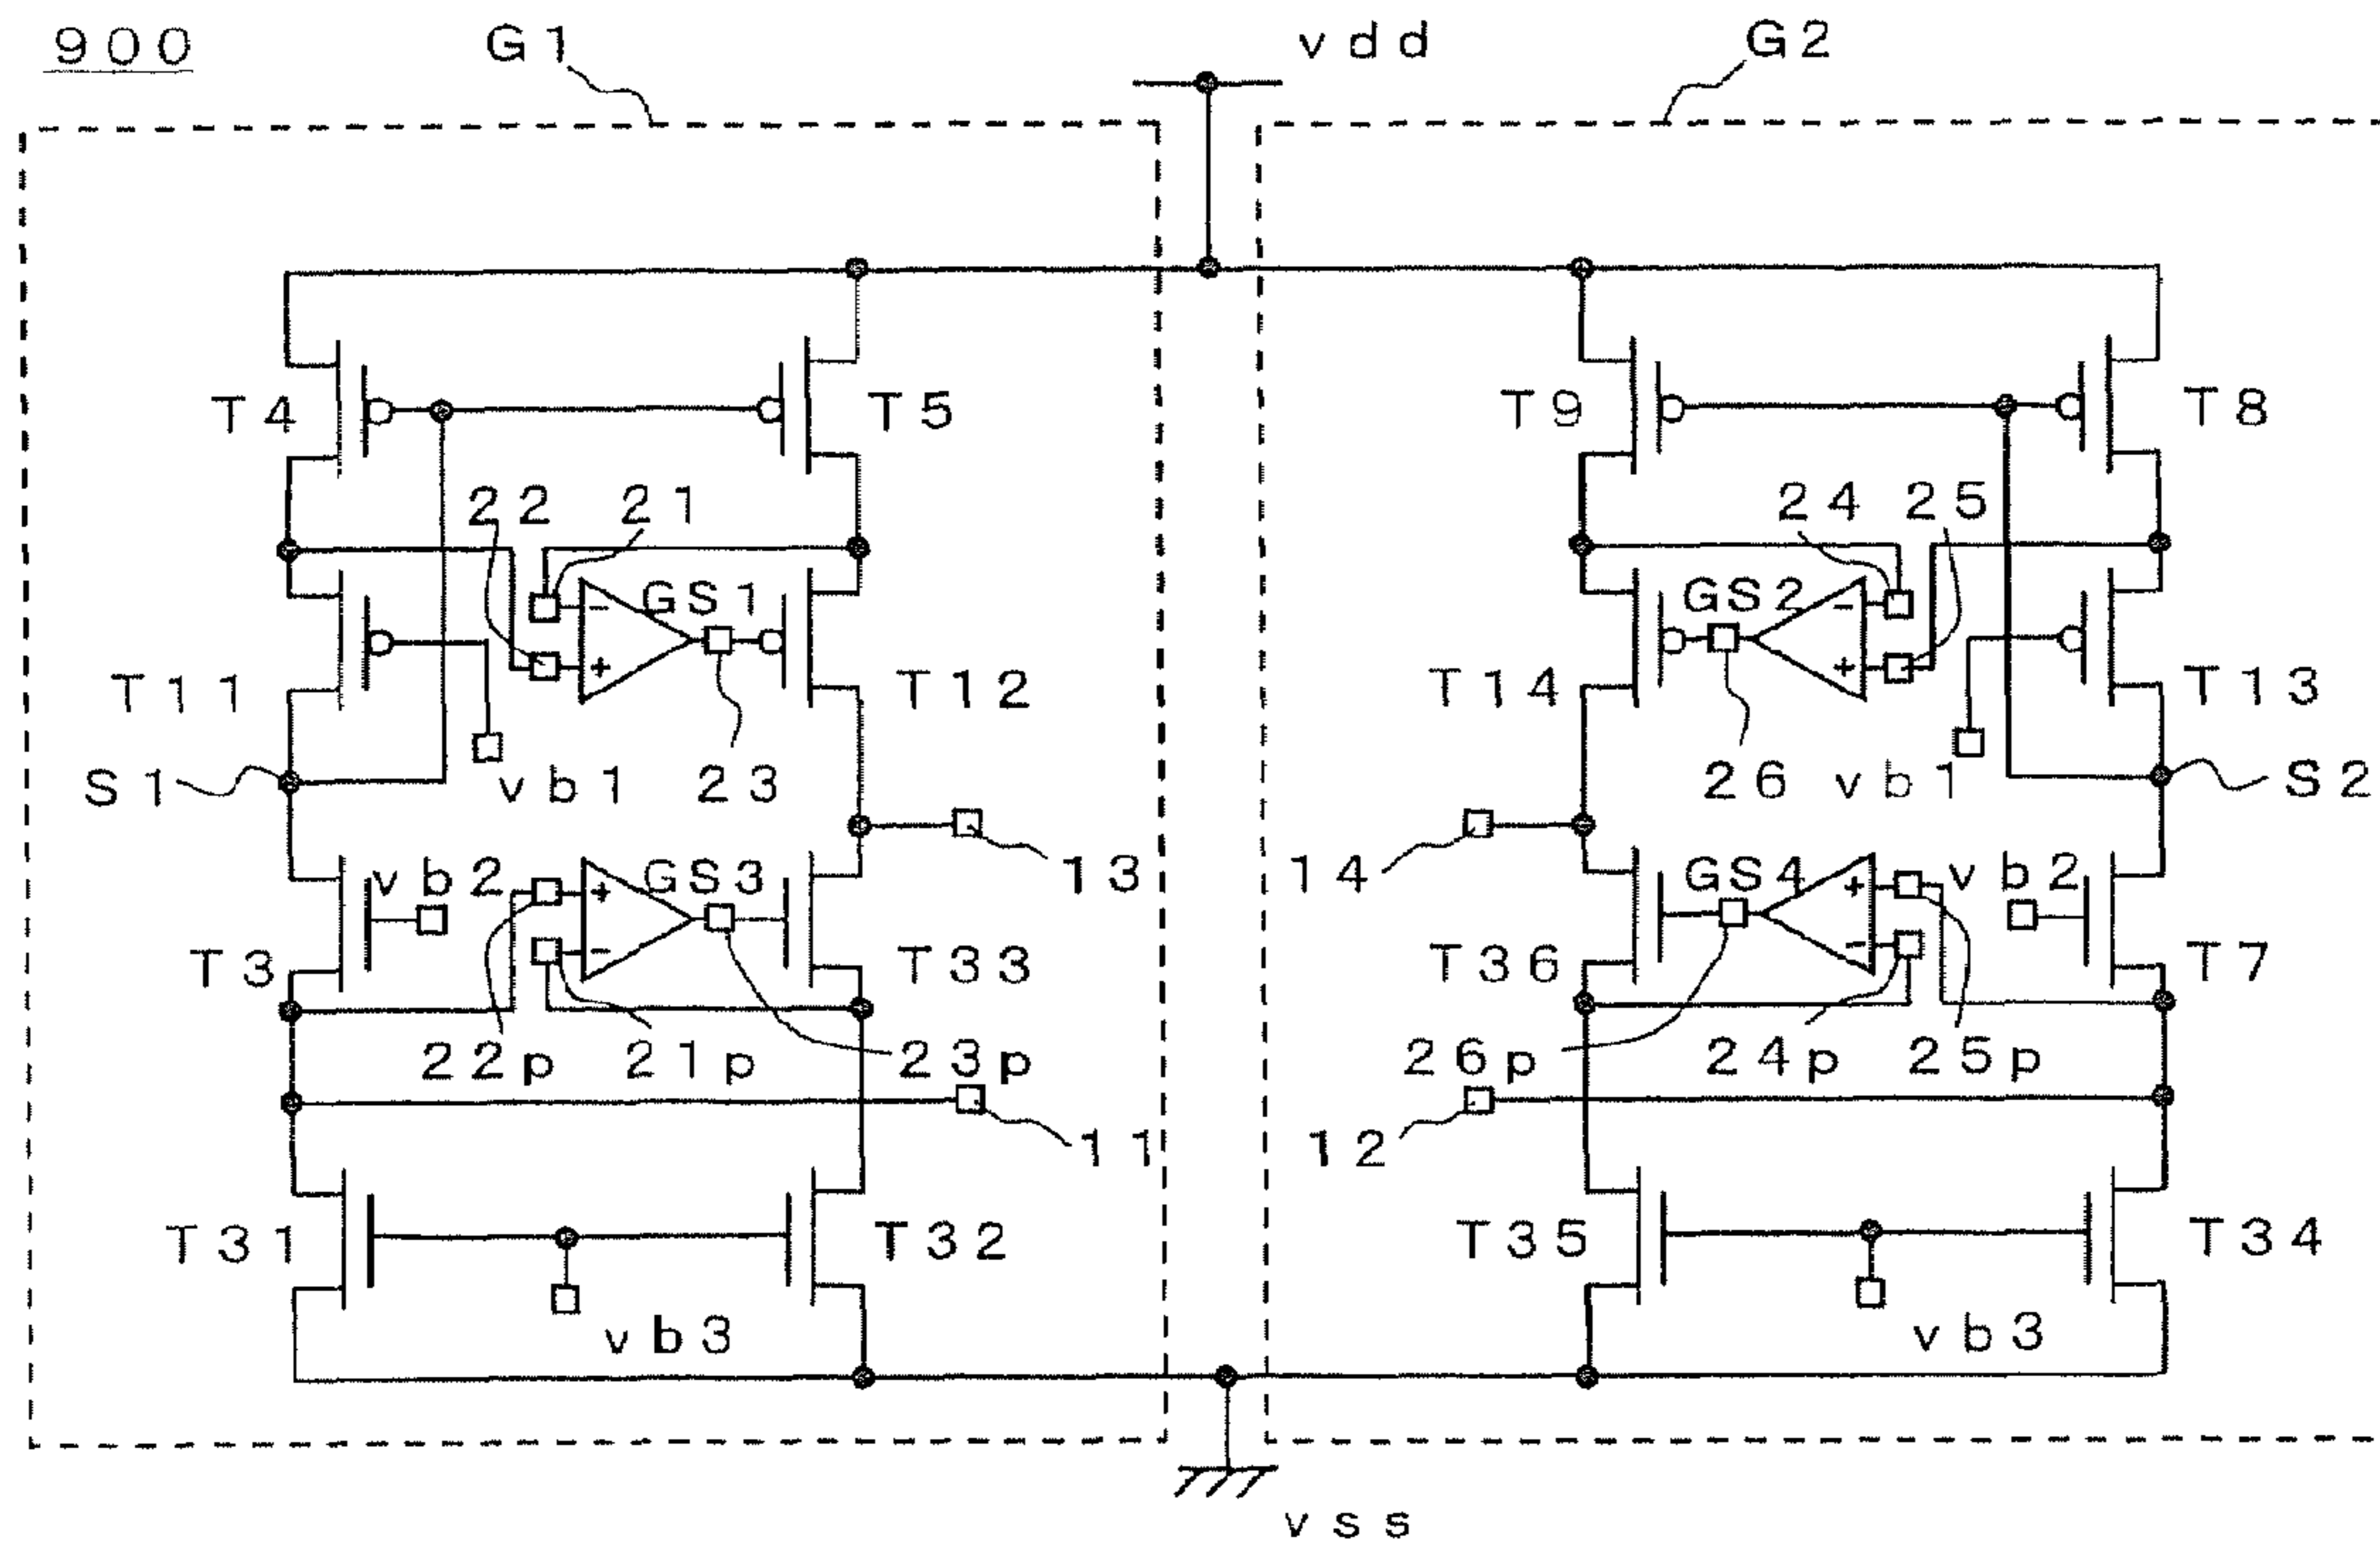 900
G1
vdd
G2
T4
T5
T9
T8
22
21
24
25
GS1
GS2
T11
T12
T14
T13
S1
vb1
23
26
vb1
S2
13
14
vb2
GS3
GS4
vb2
T3
T33
T36
T7
22p
21p
23p
26p
24p
25p
11
12
T31
T32
T35
T34
vb3
vb3
vss
+
-
+
-
+
-
+
-